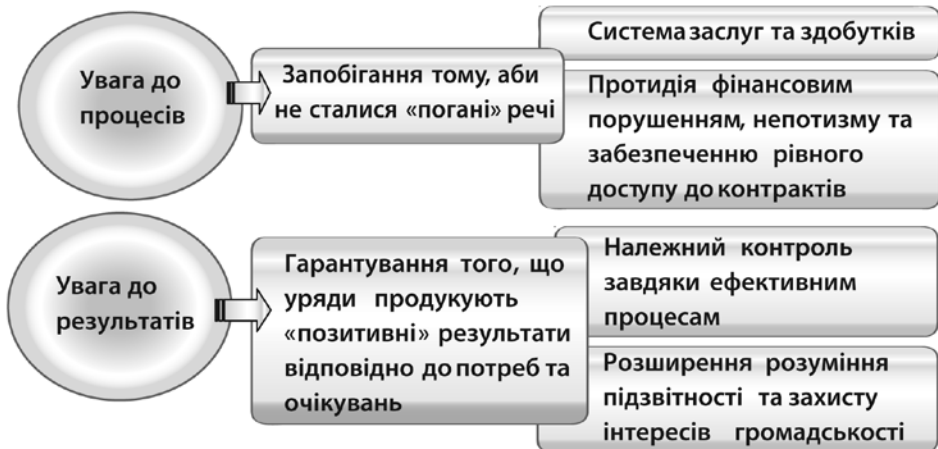 Увага до
процесів
Запобігання тому, аби
не сталися «погані» речі
Система заслуг та здобутків
Протидія фінансовим
порушенням, непотизму та
забезпеченню рівного
доступу до контрактів
Увага до
результатів
Гарантування того, що
уряди продукують
«позитивні» результати
відповідно до потреб та
очікувань
Належний контроль
завдяки ефективним
процесам
Розширення розуміння
підзвітності та захисту
інтересів громадськості